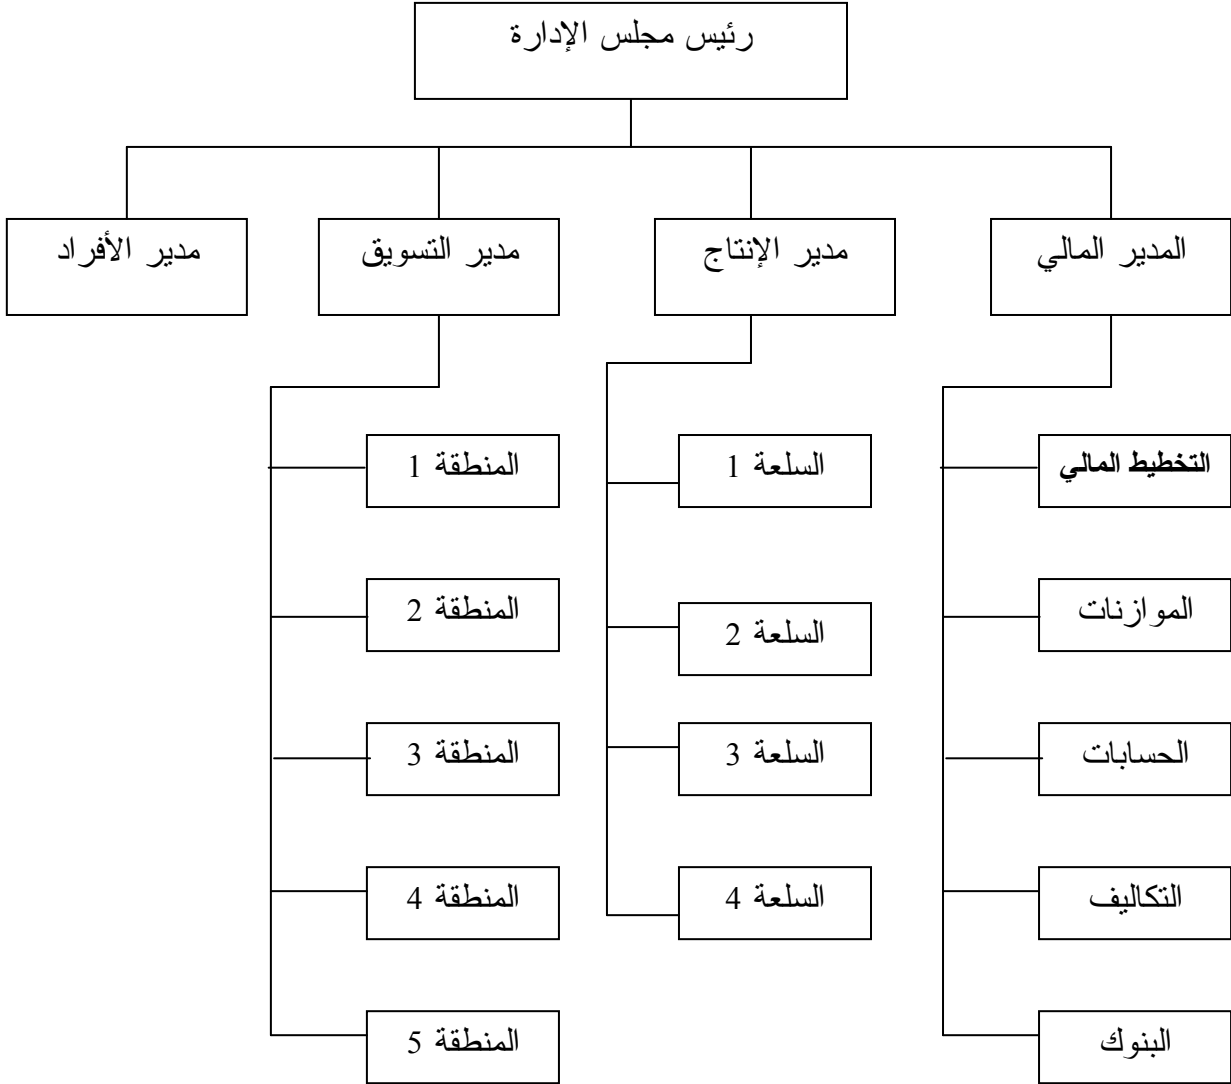 رئيس مجلس الإدارة
المدير المالي
مدير الإنتاج
مدير التسويق
مدير الأفراد
التخطيط المالي
السلعة 1
المنطقة 1
الموازنات
السلعة 2
المنطقة 2
الحسابات
السلعة 3
المنطقة 3
التكاليف
السلعة 4
المنطقة 4
البنوك
المنطقة 5